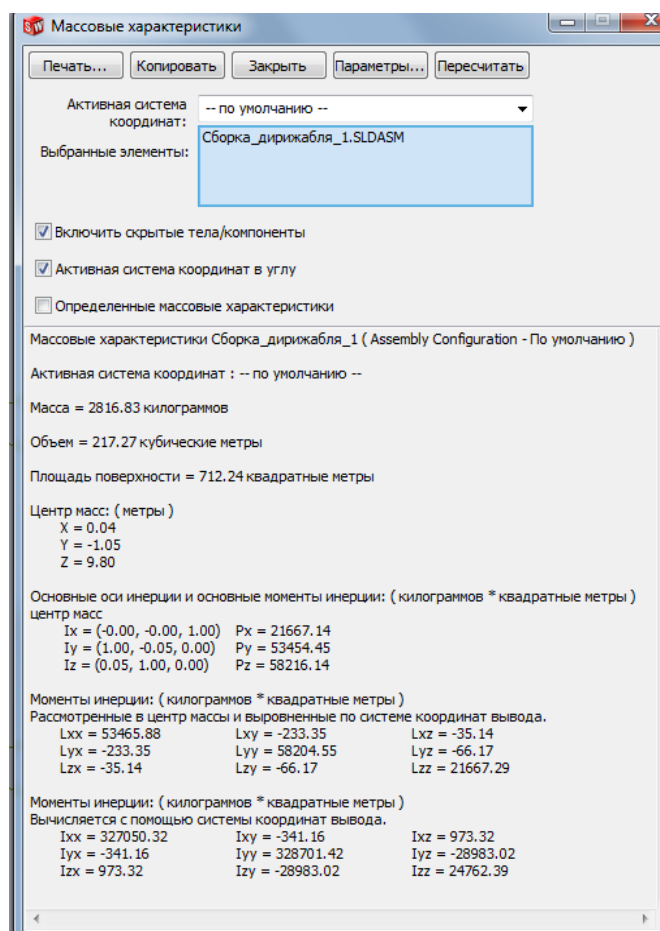 SW Массовые характеристики
Печать... Копировать Закрыть Параметры... Пересчитать
Активная система координат: -- по умолчанию --
Выбранные элементы: Сборка_дирижабля_1.SLDASM
Включить скрытые тела/компоненты
Активная система координат в углу
Определенные массовые характеристики
Массовые характеристики Сборка_дирижабля_1 ( Assembly Configuration - По умолчанию )
Активная система координат : -- по умолчанию --
Масса = 2816.83 килограммов
Объем = 217.27 кубические метры
Площадь поверхности = 712.24 квадратные метры
Центр масс: ( метры )
X = 0.04
Y = -1.05
Z = 9.80
Основные оси инерции и основные моменты инерции: ( килограммов * квадратные метры )
центр масс
Ix = (-0.00, -0.00, 1.00) Px = 21667.14
Iy = (1.00, -0.05, 0.00) Py = 53454.45
Iz = (0.05, 1.00, 0.00) Pz = 58216.14
Моменты инерции: ( килограммов * квадратные метры )
Рассмотренные в центр массы и выровненные по системе координат вывода.
Lxx = 53465.88 Lxy = -233.35 Lxz = -35.14
Lyx = -233.35 Lyy = 58204.55 Lyz = -66.17
Lzx = -35.14 Lzy = -66.17 Lzz = 21667.29
Моменты инерции: ( килограммов * квадратные метры )
Вычисляется с помощью системы координат вывода.
Ixx = 327050.32 Ixy = -341.16 Ixz = 973.32
Iyx = -341.16 Iyy = 328701.42 Iyz = -28983.02
Izx = 973.32 Izy = -28983.02 Izz = 24762.39